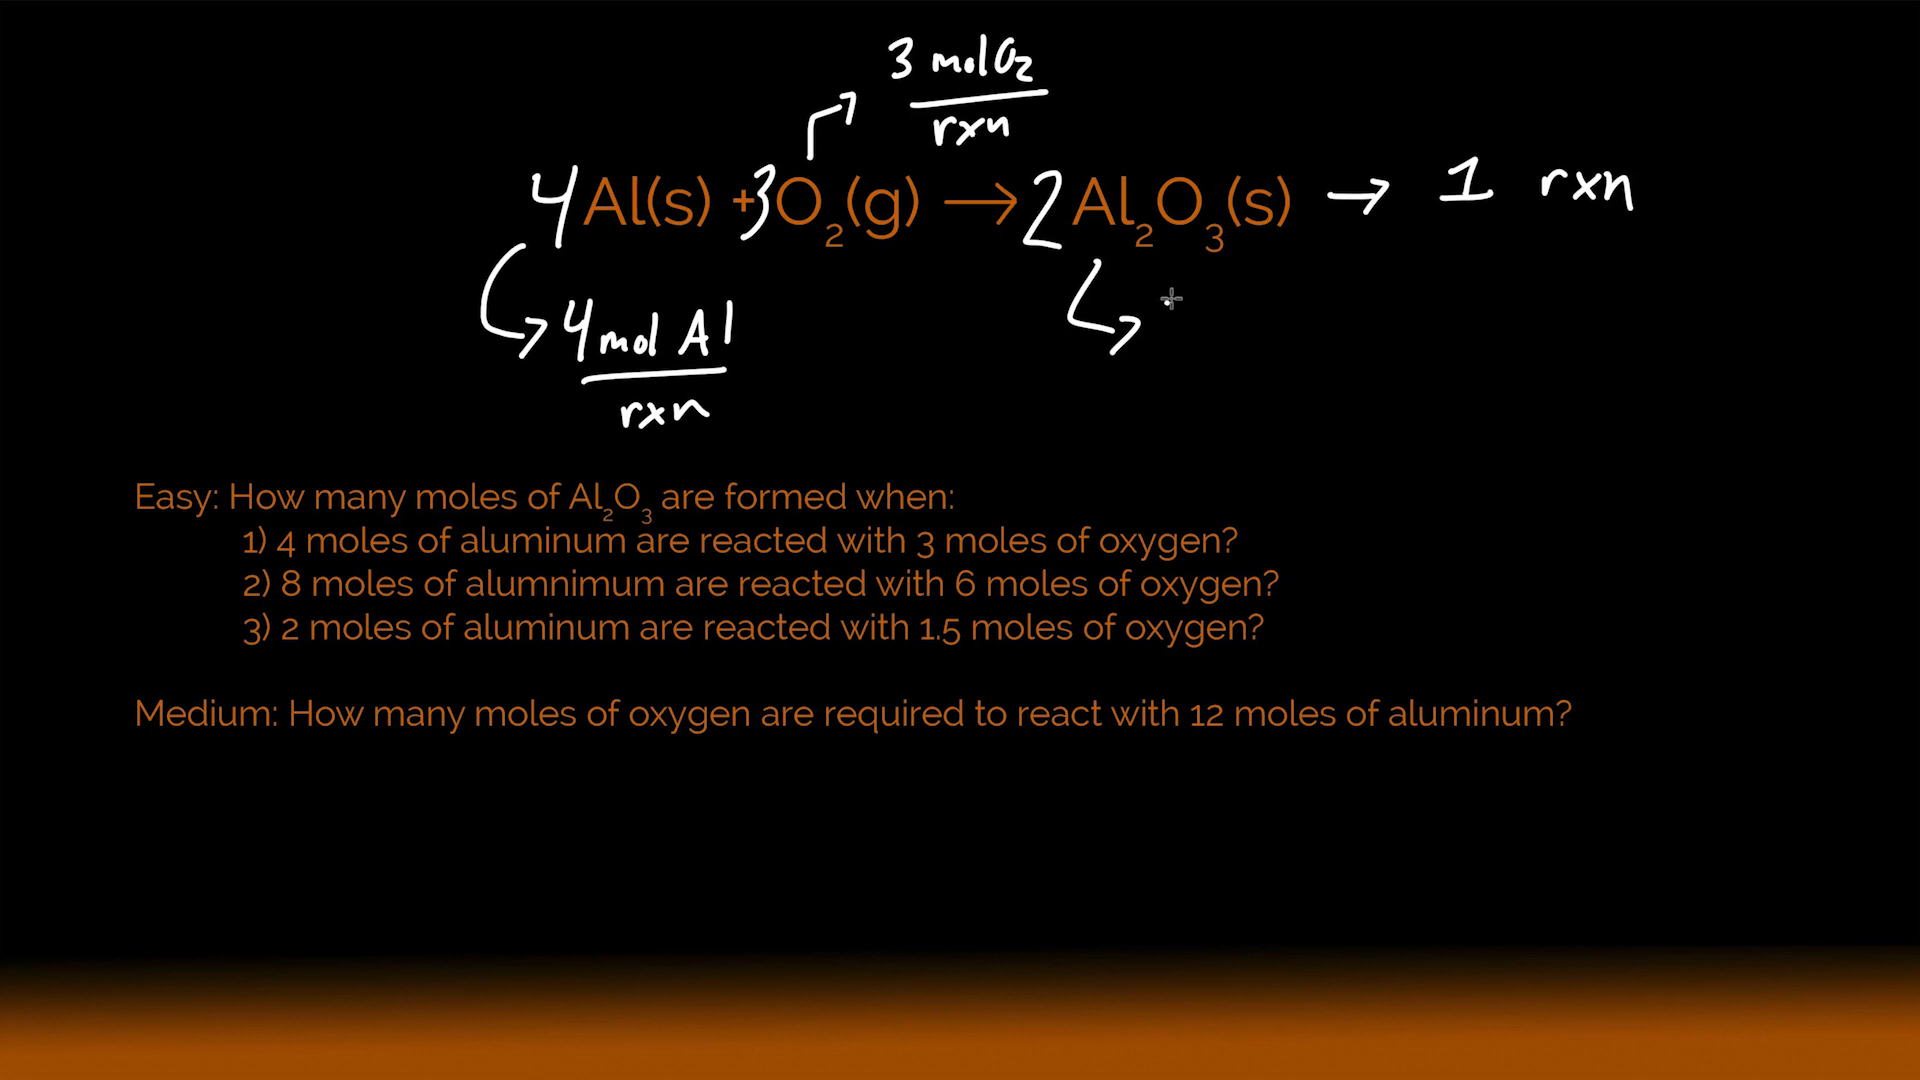 3 mol O2
rxn
4Al(s) + 3O₂(g) → 2Al₂O₃(s) → 1 rxn
4 mol Al
rxn
Easy: How many moles of Al₂O₃ are formed when:
1) 4 moles of aluminum are reacted with 3 moles of oxygen?
2) 8 moles of alumnimum are reacted with 6 moles of oxygen?
3) 2 moles of aluminum are reacted with 1.5 moles of oxygen?
Medium: How many moles of oxygen are required to react with 12 moles of aluminum?